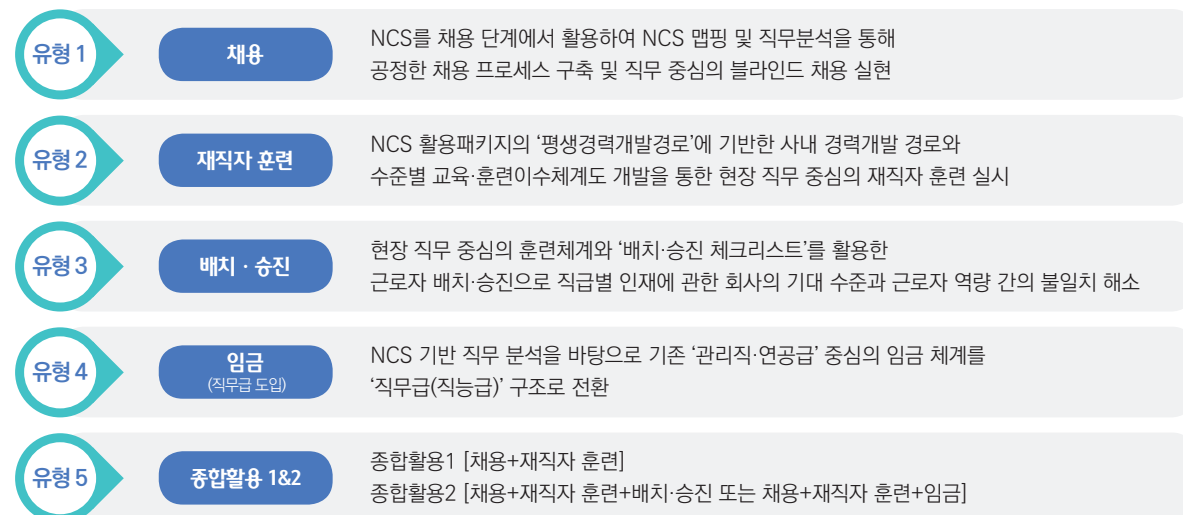 유형 1
채용
NCS를 채용 단계에서 활용하여 NCS 맵핑 및 직무분석을 통해
공정한 채용 프로세스 구축 및 직무 중심의 블라인드 채용 실현
유형 2
재직자 훈련
NCS 활용패키지의 ‘평생경력개발경로’에 기반한 사내 경력개발 경로와
수준별 교육·훈련이수체계도 개발을 통한 현장 직무 중심의 재직자 훈련 실시
유형 3
배치 · 승진
현장 직무 중심의 훈련체계와 ‘배치·승진 체크리스트’를 활용한
근로자 배치·승진으로 직급별 인재에 관한 회사의 기대 수준과 근로자 역량 간의 불일치 해소
유형 4
임금
(직무급 도입)
NCS 기반 직무 분석을 바탕으로 기존 ‘관리직·연공급’ 중심의 임금 체계를
‘직무급(직능급)’ 구조로 전환
유형 5
종합활용 1&2
종합활용1 [채용+재직자 훈련]
종합활용2 [채용+재직자 훈련+배치·승진 또는 채용+재직자 훈련+임금]